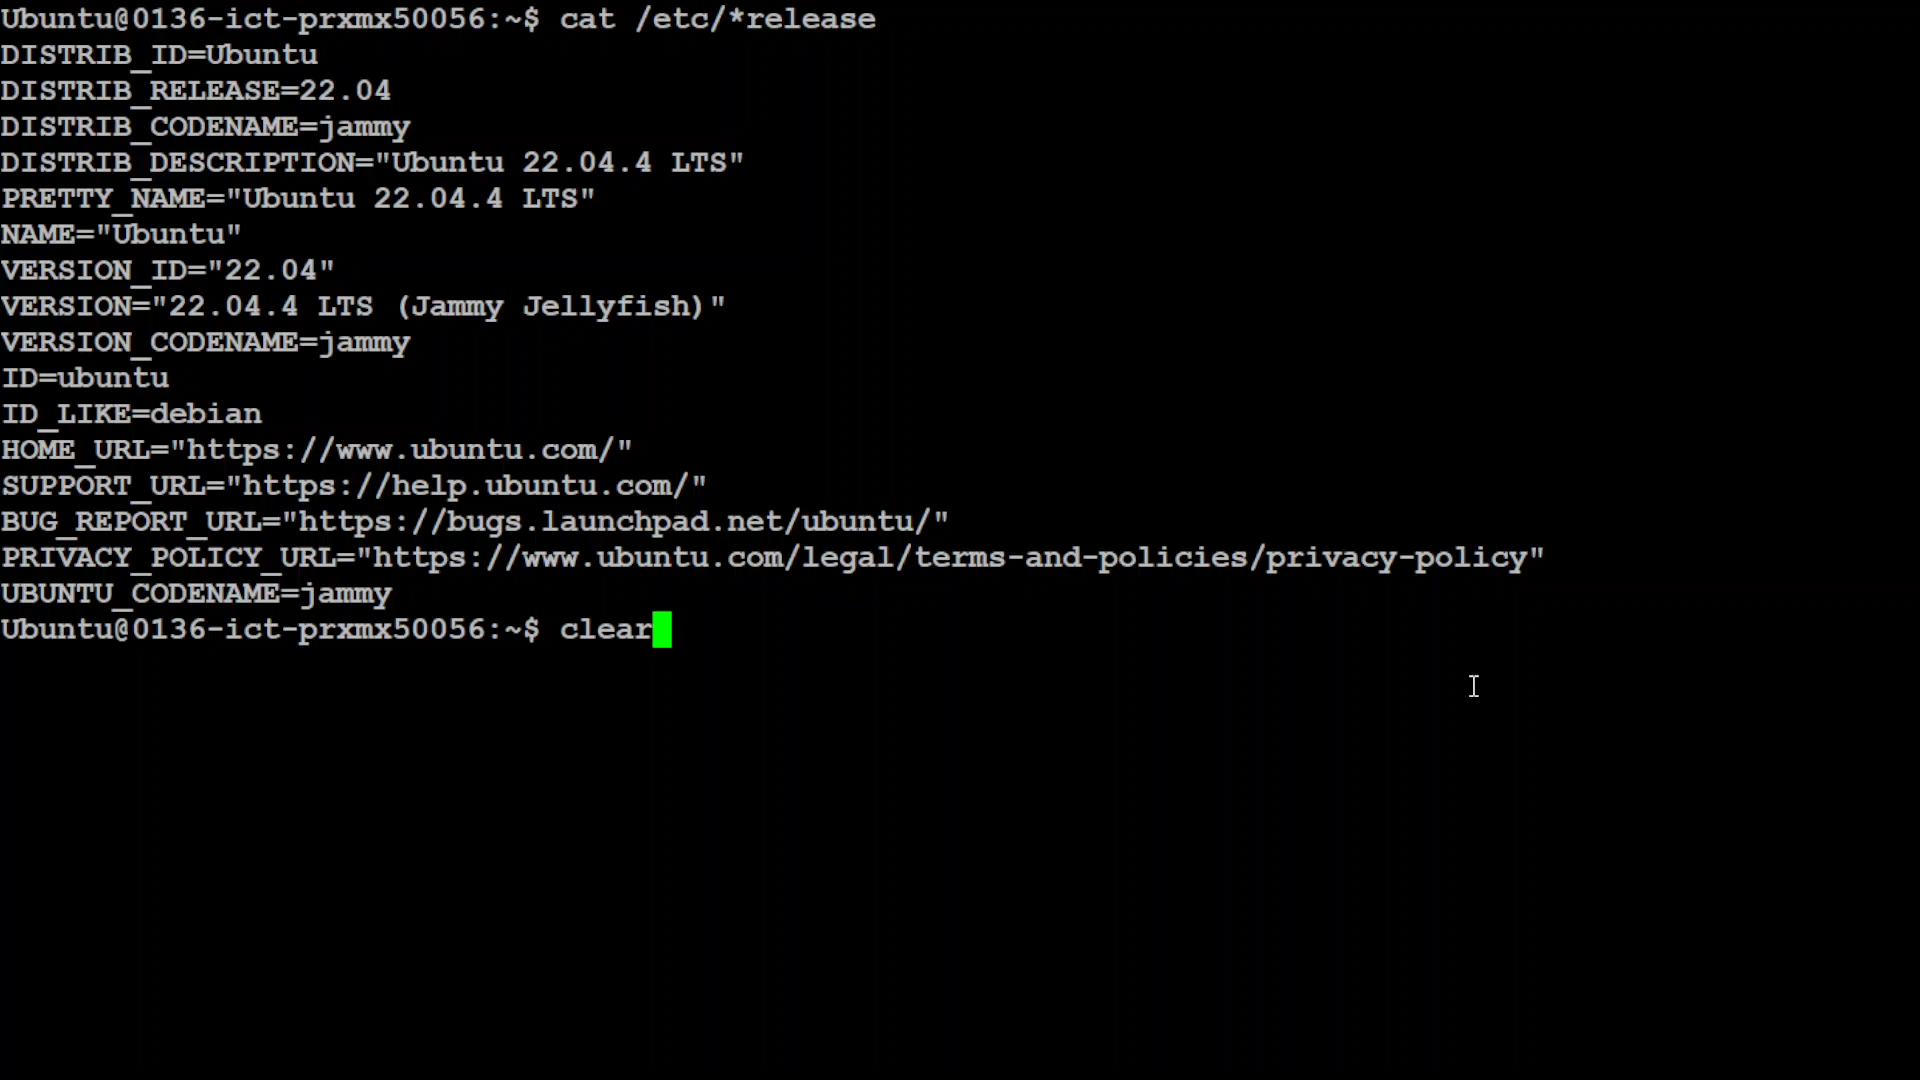 Ubuntu@0136-ict-prxmx50056:~$ cat /etc/*release
DISTRIB_ID=Ubuntu
DISTRIB_RELEASE=22.04
DISTRIB_CODENAME=jammy
DISTRIB_DESCRIPTION="Ubuntu 22.04.4 LTS"
PRETTY_NAME="Ubuntu 22.04.4 LTS"
NAME="Ubuntu"
VERSION_ID="22.04"
VERSION="22.04.4 LTS (Jammy Jellyfish)"
VERSION_CODENAME=jammy
ID=ubuntu
ID_LIKE=debian
HOME_URL="https://www.ubuntu.com/"
SUPPORT_URL="https://help.ubuntu.com/"
BUG_REPORT_URL="https://bugs.launchpad.net/ubuntu/"
PRIVACY_POLICY_URL="https://www.ubuntu.com/legal/terms-and-policies/privacy-policy"
UBUNTU_CODENAME=jammy
Ubuntu@0136-ict-prxmx50056:~$ clear